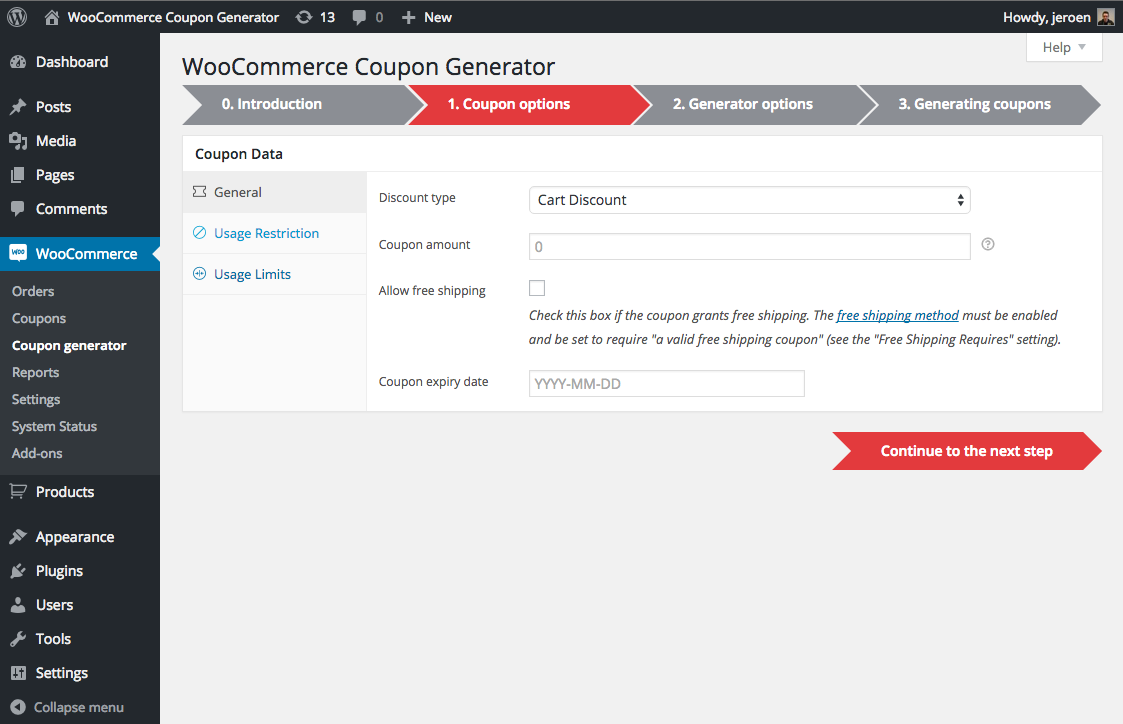 WooCommerce Coupon Generator 13 0 New Howdy, jeroen
Help
Dashboard
Posts
Media
Pages
Comments
WooCommerce
Orders
Coupons
Coupon generator
Reports
Settings
System Status
Add-ons
Products
Appearance
Plugins
Users
Tools
Settings
Collapse menu
WooCommerce Coupon Generator
0. Introduction 1. Coupon options 2. Generator options 3. Generating coupons
Coupon Data
General
Usage Restriction
Usage Limits
Discount type Cart Discount
Coupon amount 0
Allow free shipping
Check this box if the coupon grants free shipping. The free shipping method must be enabled
and be set to require "a valid free shipping coupon" (see the "Free Shipping Requires" setting).
Coupon expiry date YYYY-MM-DD
Continue to the next step